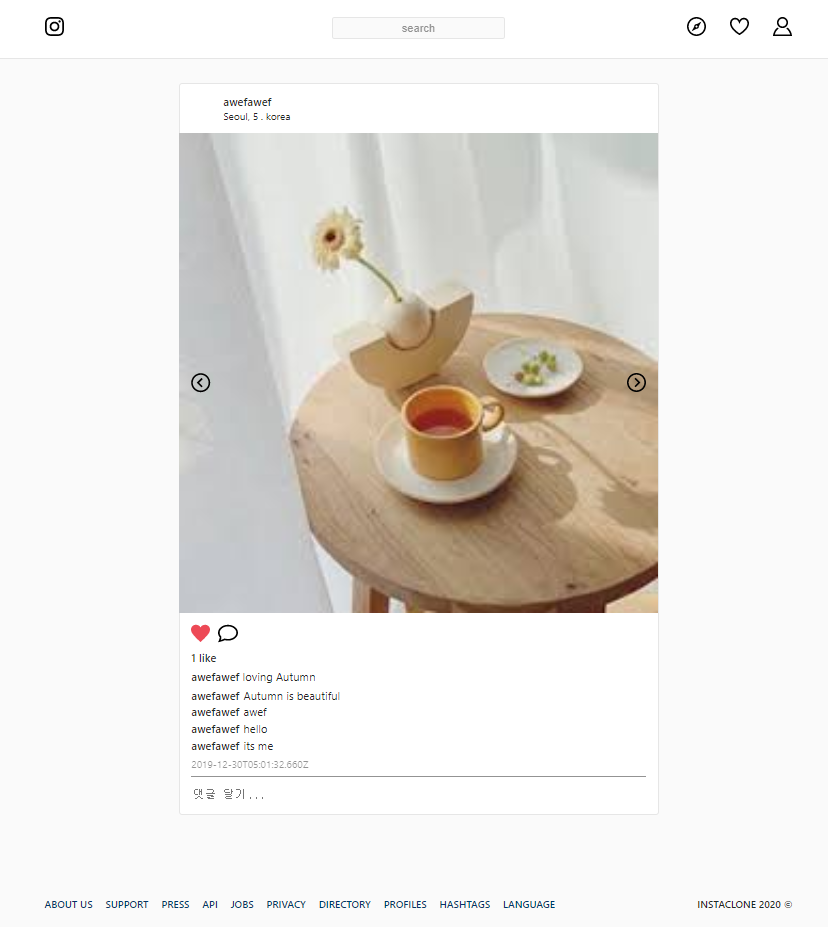 search
awefawef
Seoul, 5 . korea
1 like
awefawef loving Autumn
awefawef Autumn is beautiful
awefawef awef
awefawef hello
awefawef its me
2019-12-30T05:01:32.660Z
댓글 달기...
ABOUT US SUPPORT PRESS API JOBS PRIVACY DIRECTORY PROFILES HASHTAGS LANGUAGE INSTACLONE 2020 ©